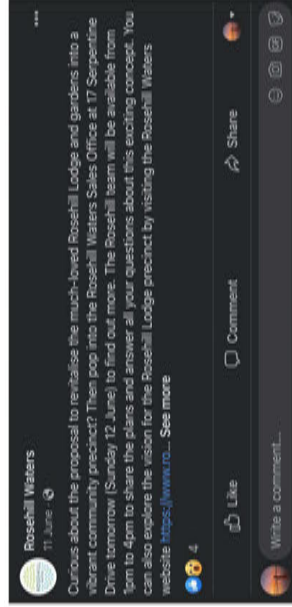 Rosehill Waters
11 June ·
Curious about the proposal to revitalise the much-loved Rosehill Lodge and gardens into a
vibrant community precinct? Then pop into the Rosehill Waters Sales Office at 17 Serpentine
Drive tomorrow (Sunday 12 June) to find out more. The Rosehill team will be available from
1pm to 4pm to share the plans and answer all your questions about this exciting concept. You
can also explore the vision for the Rosehill Lodge precinct by visiting the Rosehill Waters
website https://www.ro... See more
4
Like Comment Share
Write a comment...
GIF